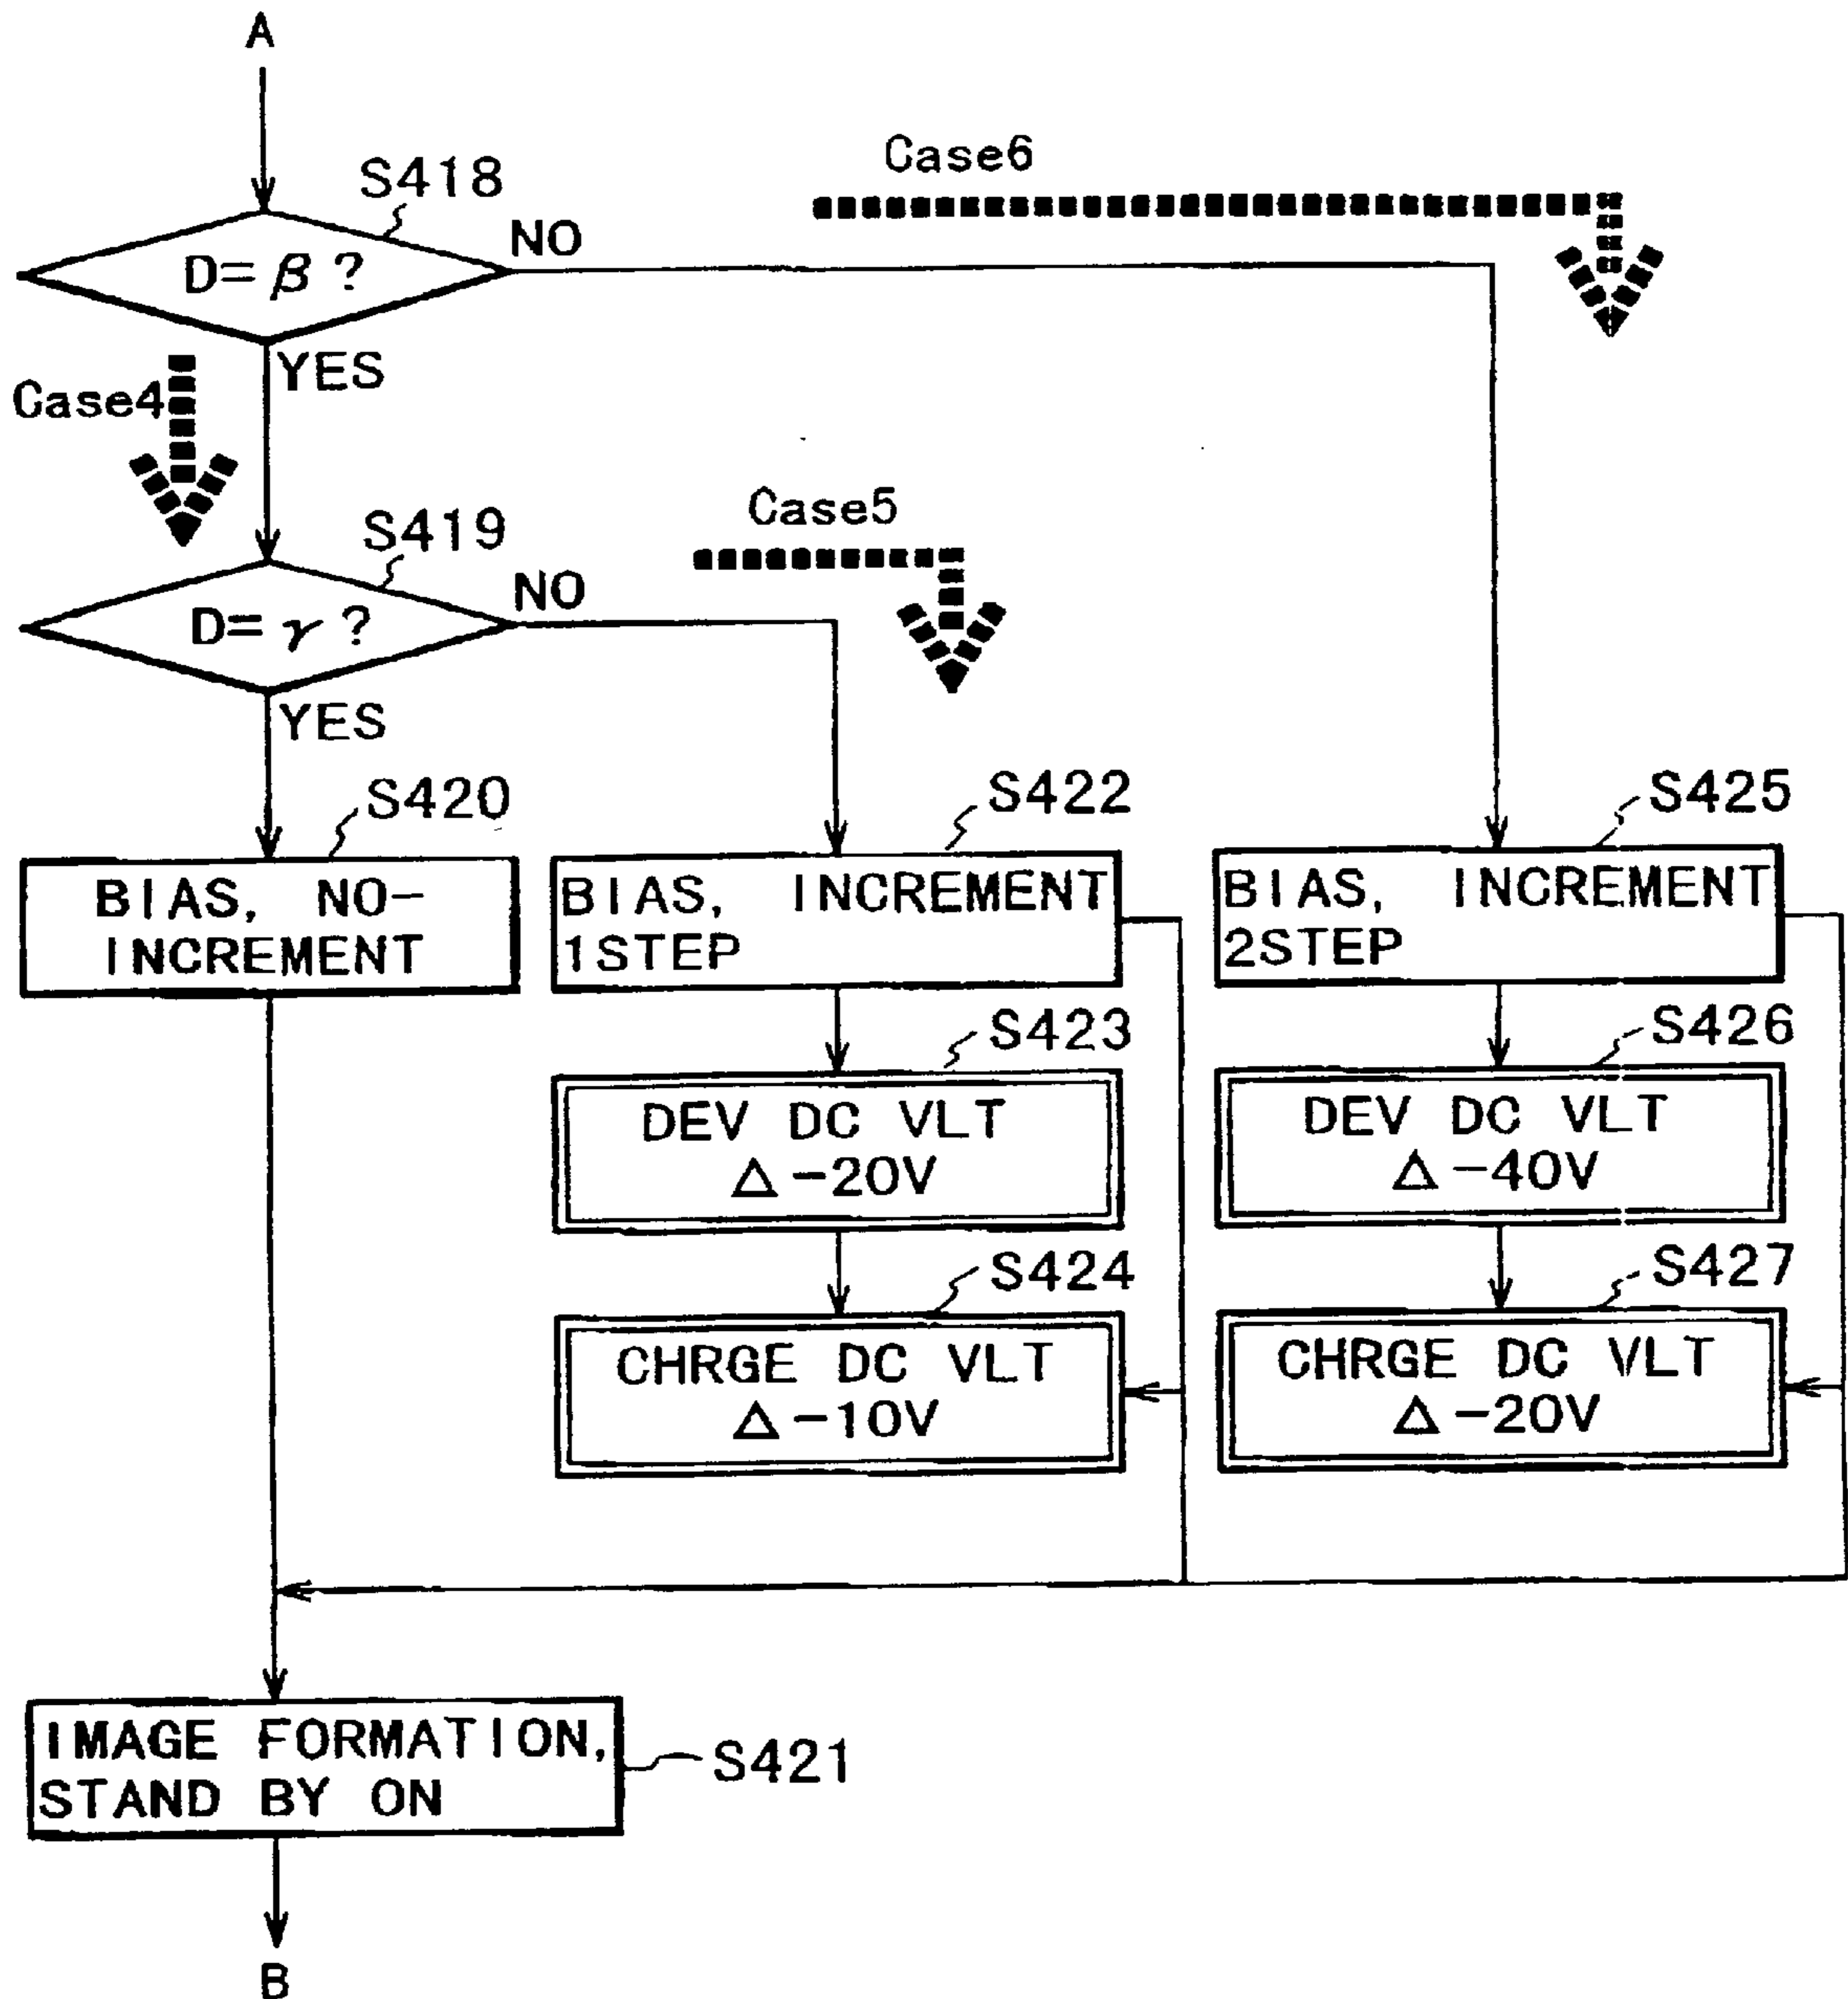 A
S418
Case6
NO
D=β?
YES
Case4
S419
Case5
NO
D=γ?
YES
S420
S422
S425
BIAS, NO-
INCREMENT
BIAS, INCREMENT
1STEP
BIAS, INCREMENT
2STEP
S423
S426
DEV DC VLT
△-20V
DEV DC VLT
△-40V
S424
S427
CHRGE DC VLT
△-10V
CHRGE DC VLT
△-20V
IMAGE FORMATION,
STAND BY ON
S421
B